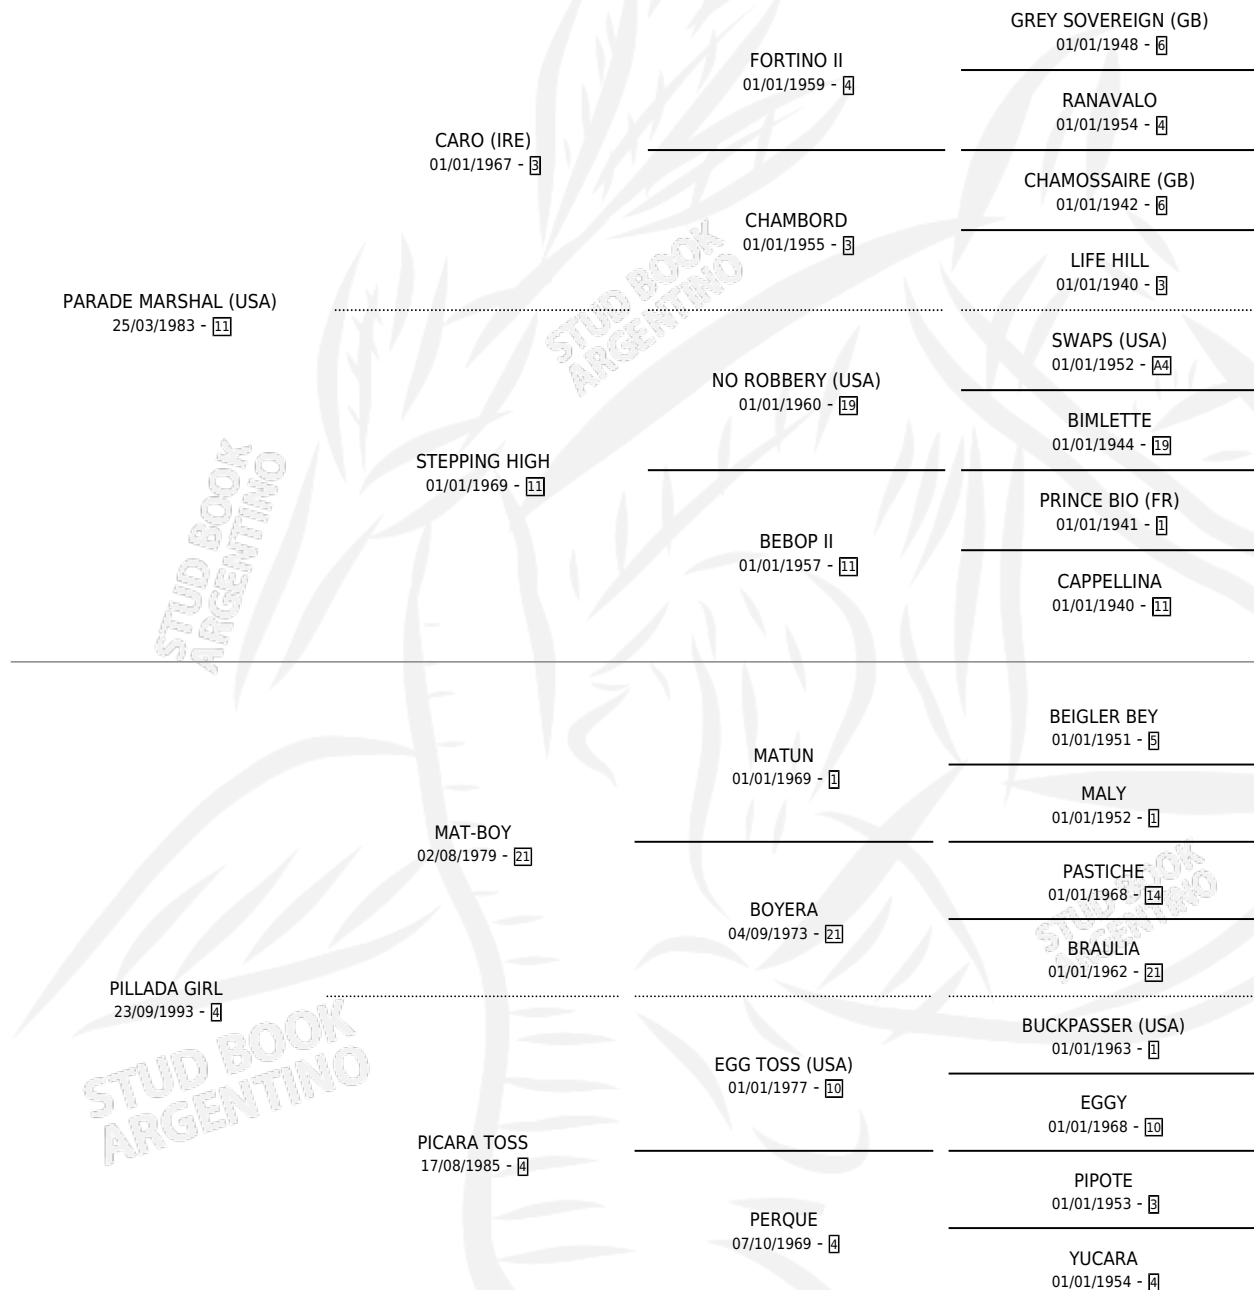 GREY SOVEREIGN (GB)
01/01/1948 - 6
FORTINO II
01/01/1959 - 4
RANAVALO
01/01/1954 - 4
CARO (IRE)
01/01/1967 - 3
CHAMOSSAIRE (GB)
01/01/1942 - 6
CHAMBORD
01/01/1955 - 3
LIFE HILL
01/01/1940 - 3
PARADE MARSHAL (USA)
25/03/1983 - 11
SWAPS (USA)
01/01/1952 - A4
NO ROBBERY (USA)
01/01/1960 - 19
BIMLETTE
01/01/1944 - 19
STEPPING HIGH
01/01/1969 - 11
PRINCE BIO (FR)
01/01/1941 - 1
BEBOP II
01/01/1957 - 11
CAPPELLINA
01/01/1940 - 11
BEIGLER BEY
01/01/1951 - 5
MATUN
01/01/1969 - 1
MALY
01/01/1952 - 1
MAT-BOY
02/08/1979 - 21
PASTICHE
01/01/1968 - 14
BOYERA
04/09/1973 - 21
BRAULIA
01/01/1962 - 21
PILLADA GIRL
23/09/1993 - 4
BUCKPASSER (USA)
01/01/1963 - 1
EGG TOSS (USA)
01/01/1977 - 10
EGGY
01/01/1968 - 10
PICARA TOSS
17/08/1985 - 4
PIPOTE
01/01/1953 - 3
PERQUE
07/10/1969 - 4
YUCARA
01/01/1954 - 4
STUD BOOK
ARGENTINO
STUD BOOK
ARGENTINO
STUD BOOK
ARGENTINO
STUD BOOK
ARGENTINO